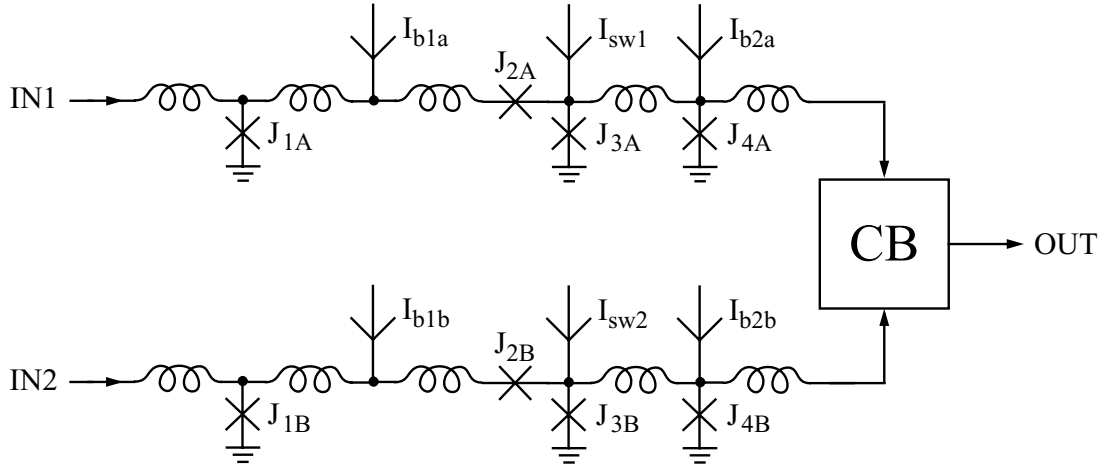 I_b1a I_sw1 I_b2a
J_2A
IN1
J_1A J_3A J_4A
CB OUT
I_b1b I_sw2 I_b2b
J_2B
IN2
J_1B J_3B J_4B